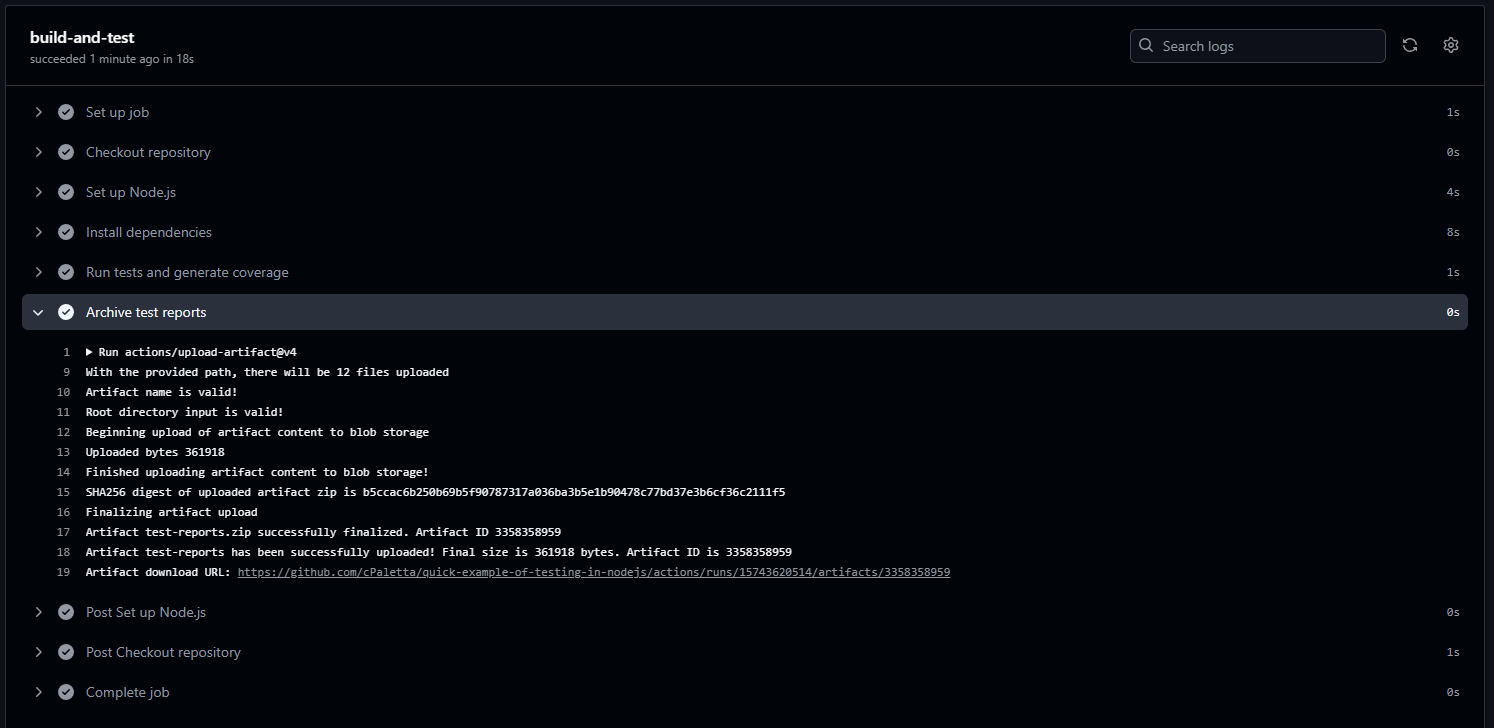 build-and-test
succeeded 1 minute ago in 18s
Search logs
Set up job 1s
Checkout repository 0s
Set up Node.js 4s
Install dependencies 8s
Run tests and generate coverage 1s
Archive test reports 0s
1 Run actions/upload-artifact@v4
9 With the provided path, there will be 12 files uploaded
10 Artifact name is valid!
11 Root directory input is valid!
12 Beginning upload of artifact content to blob storage
13 Uploaded bytes 361918
14 Finished uploading artifact content to blob storage!
15 SHA256 digest of uploaded artifact zip is b5ccac6b250b69b5f90787317a036ba3b5e1b90478c77bd37e3b6cf36c2111f5
16 Finalizing artifact upload
17 Artifact test-reports.zip successfully finalized. Artifact ID 3358358959
18 Artifact test-reports has been successfully uploaded! Final size is 361918 bytes. Artifact ID is 3358358959
19 Artifact download URL: https://github.com/cPaletta/quick-example-of-testing-in-nodejs/actions/runs/15743620514/artifacts/3358358959
Post Set up Node.js 0s
Post Checkout repository 1s
Complete job 0s